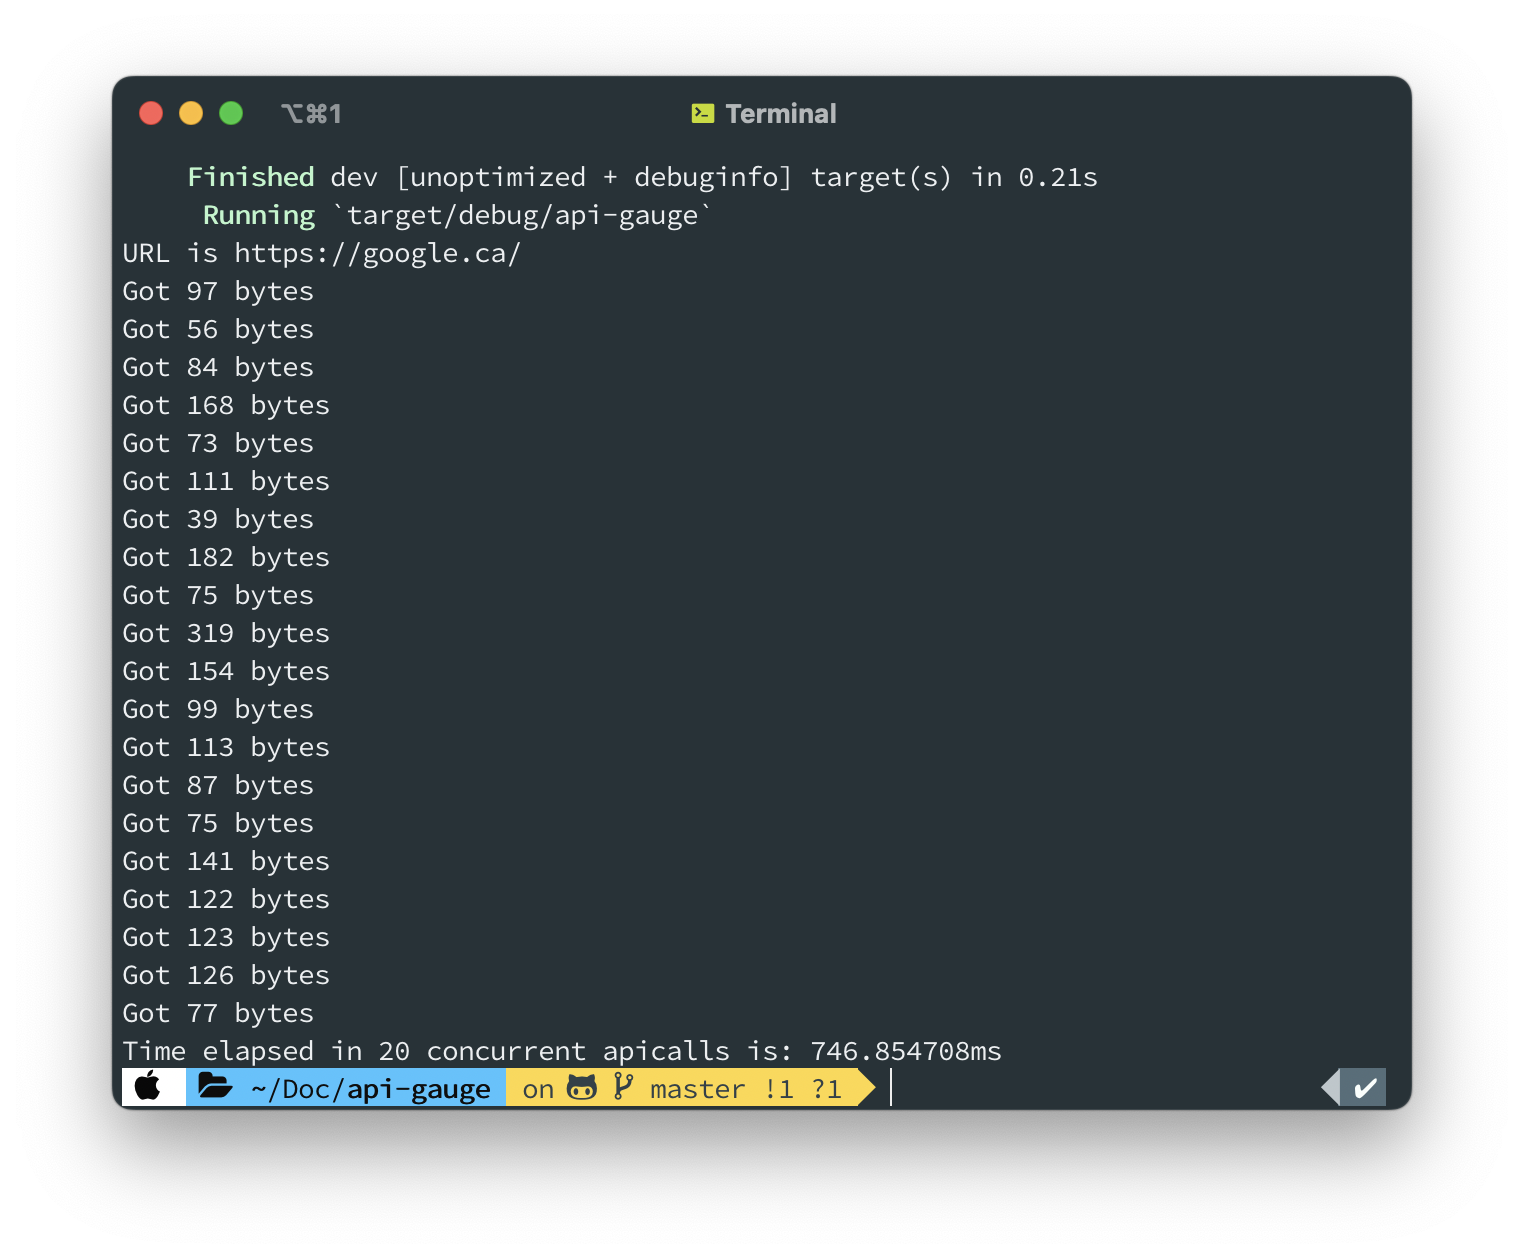 ⌥⌘1 Terminal
Finished dev [unoptimized + debuginfo] target(s) in 0.21s
Running `target/debug/api-gauge`
URL is https://google.ca/
Got 97 bytes
Got 56 bytes
Got 84 bytes
Got 168 bytes
Got 73 bytes
Got 111 bytes
Got 39 bytes
Got 182 bytes
Got 75 bytes
Got 319 bytes
Got 154 bytes
Got 99 bytes
Got 113 bytes
Got 87 bytes
Got 75 bytes
Got 141 bytes
Got 122 bytes
Got 123 bytes
Got 126 bytes
Got 77 bytes
Time elapsed in 20 concurrent apicalls is: 746.854708ms
~/Doc/api-gauge on master !1 ?1 ✔